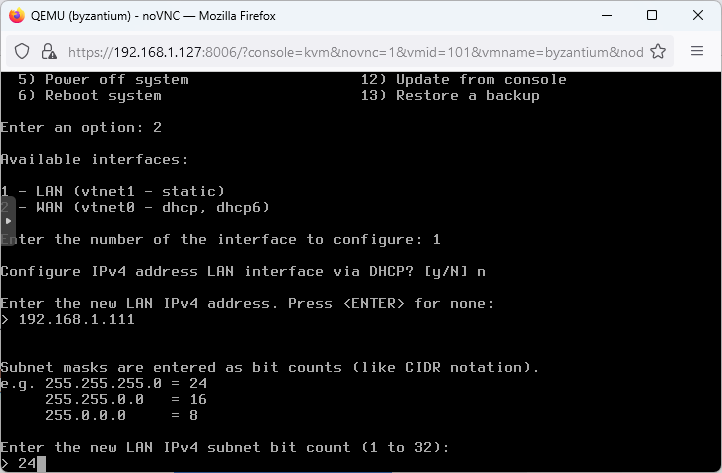 QEMU (byzantium) - noVNC — Mozilla Firefox
https://192.168.1.127:8006/?console=kvm&novnc=1&vmid=101&vmname=byzantium&nod
5) Power off system 12) Update from console
6) Reboot system 13) Restore a backup
Enter an option: 2
Available interfaces:
1 - LAN (vtnet1 - static)
2 - WAN (vtnet0 - dhcp, dhcp6)
Enter the number of the interface to configure: 1
Configure IPv4 address LAN interface via DHCP? [y/N] n
Enter the new LAN IPv4 address. Press <ENTER> for none:
> 192.168.1.111
Subnet masks are entered as bit counts (like CIDR notation).
e.g. 255.255.255.0 = 24
255.255.0.0 = 16
255.0.0.0 = 8
Enter the new LAN IPv4 subnet bit count (1 to 32):
> 24